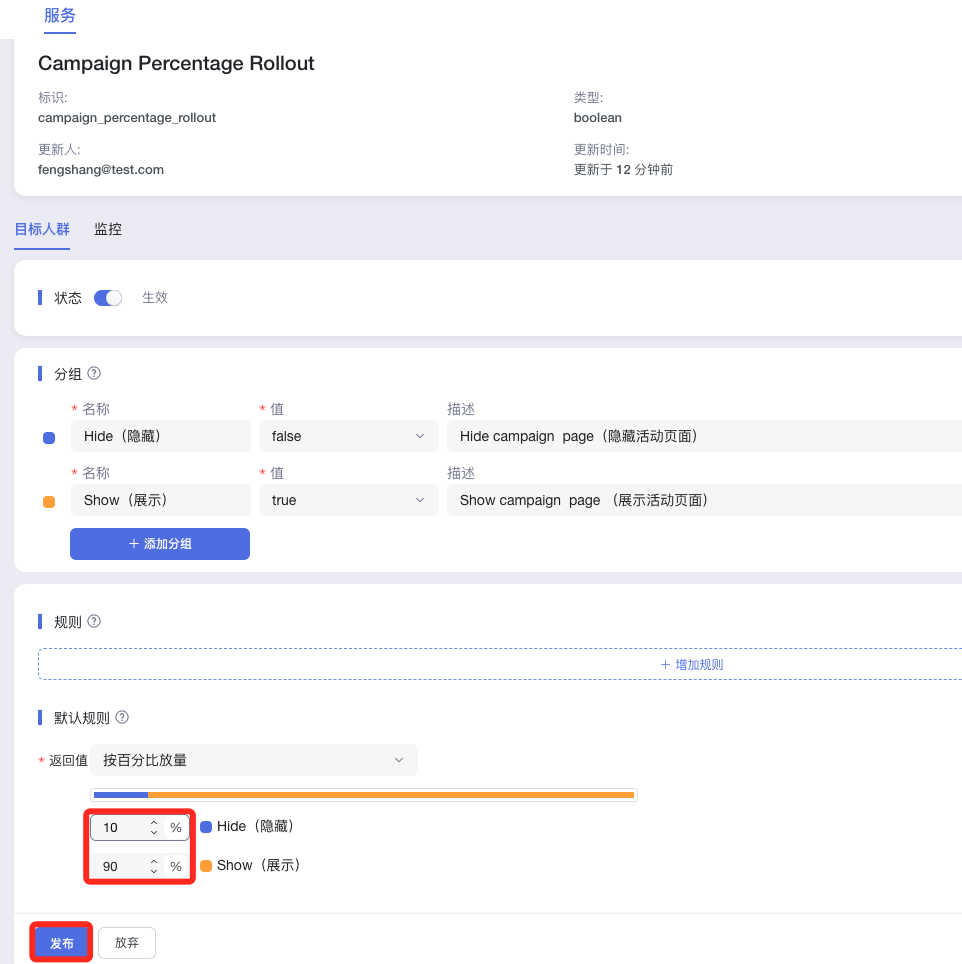 服务
Campaign Percentage Rollout
标识:
类型:
campaign_percentage_rollout
boolean
更新人:
更新时间:
fengshang@test.com
更新于 12 分钟前
目标人群 监控
状态 生效
分组
* 名称 * 值 描述
Hide（隐藏） false Hide campaign page（隐藏活动页面）
* 名称 * 值 描述
Show（展示） true Show campaign page （展示活动页面）
+ 添加分组
规则
+ 增加规则
默认规则
* 返回值 按百分比放量
10 % Hide（隐藏）
90 % Show（展示）
发布 放弃